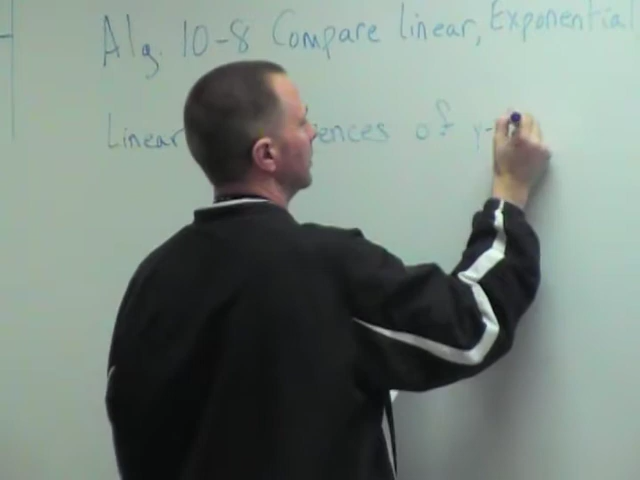 Alg. 10-8 Compare Linear, Exponential
Linear ences of y-